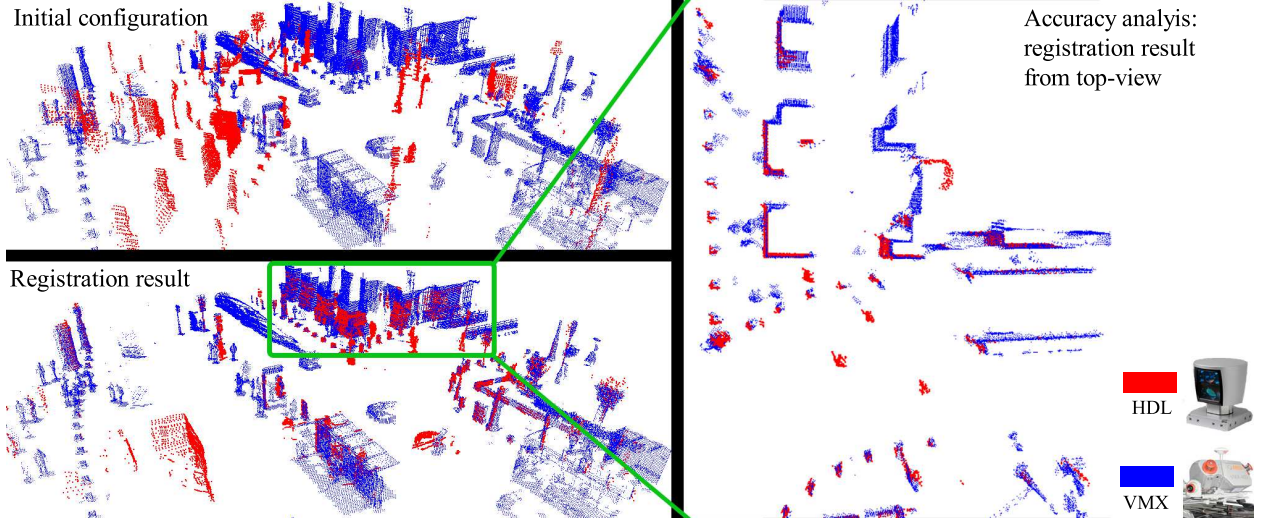 Initial configuration
Registration result
Accuracy analyis:
registration result
from top-view
HDL
VMX